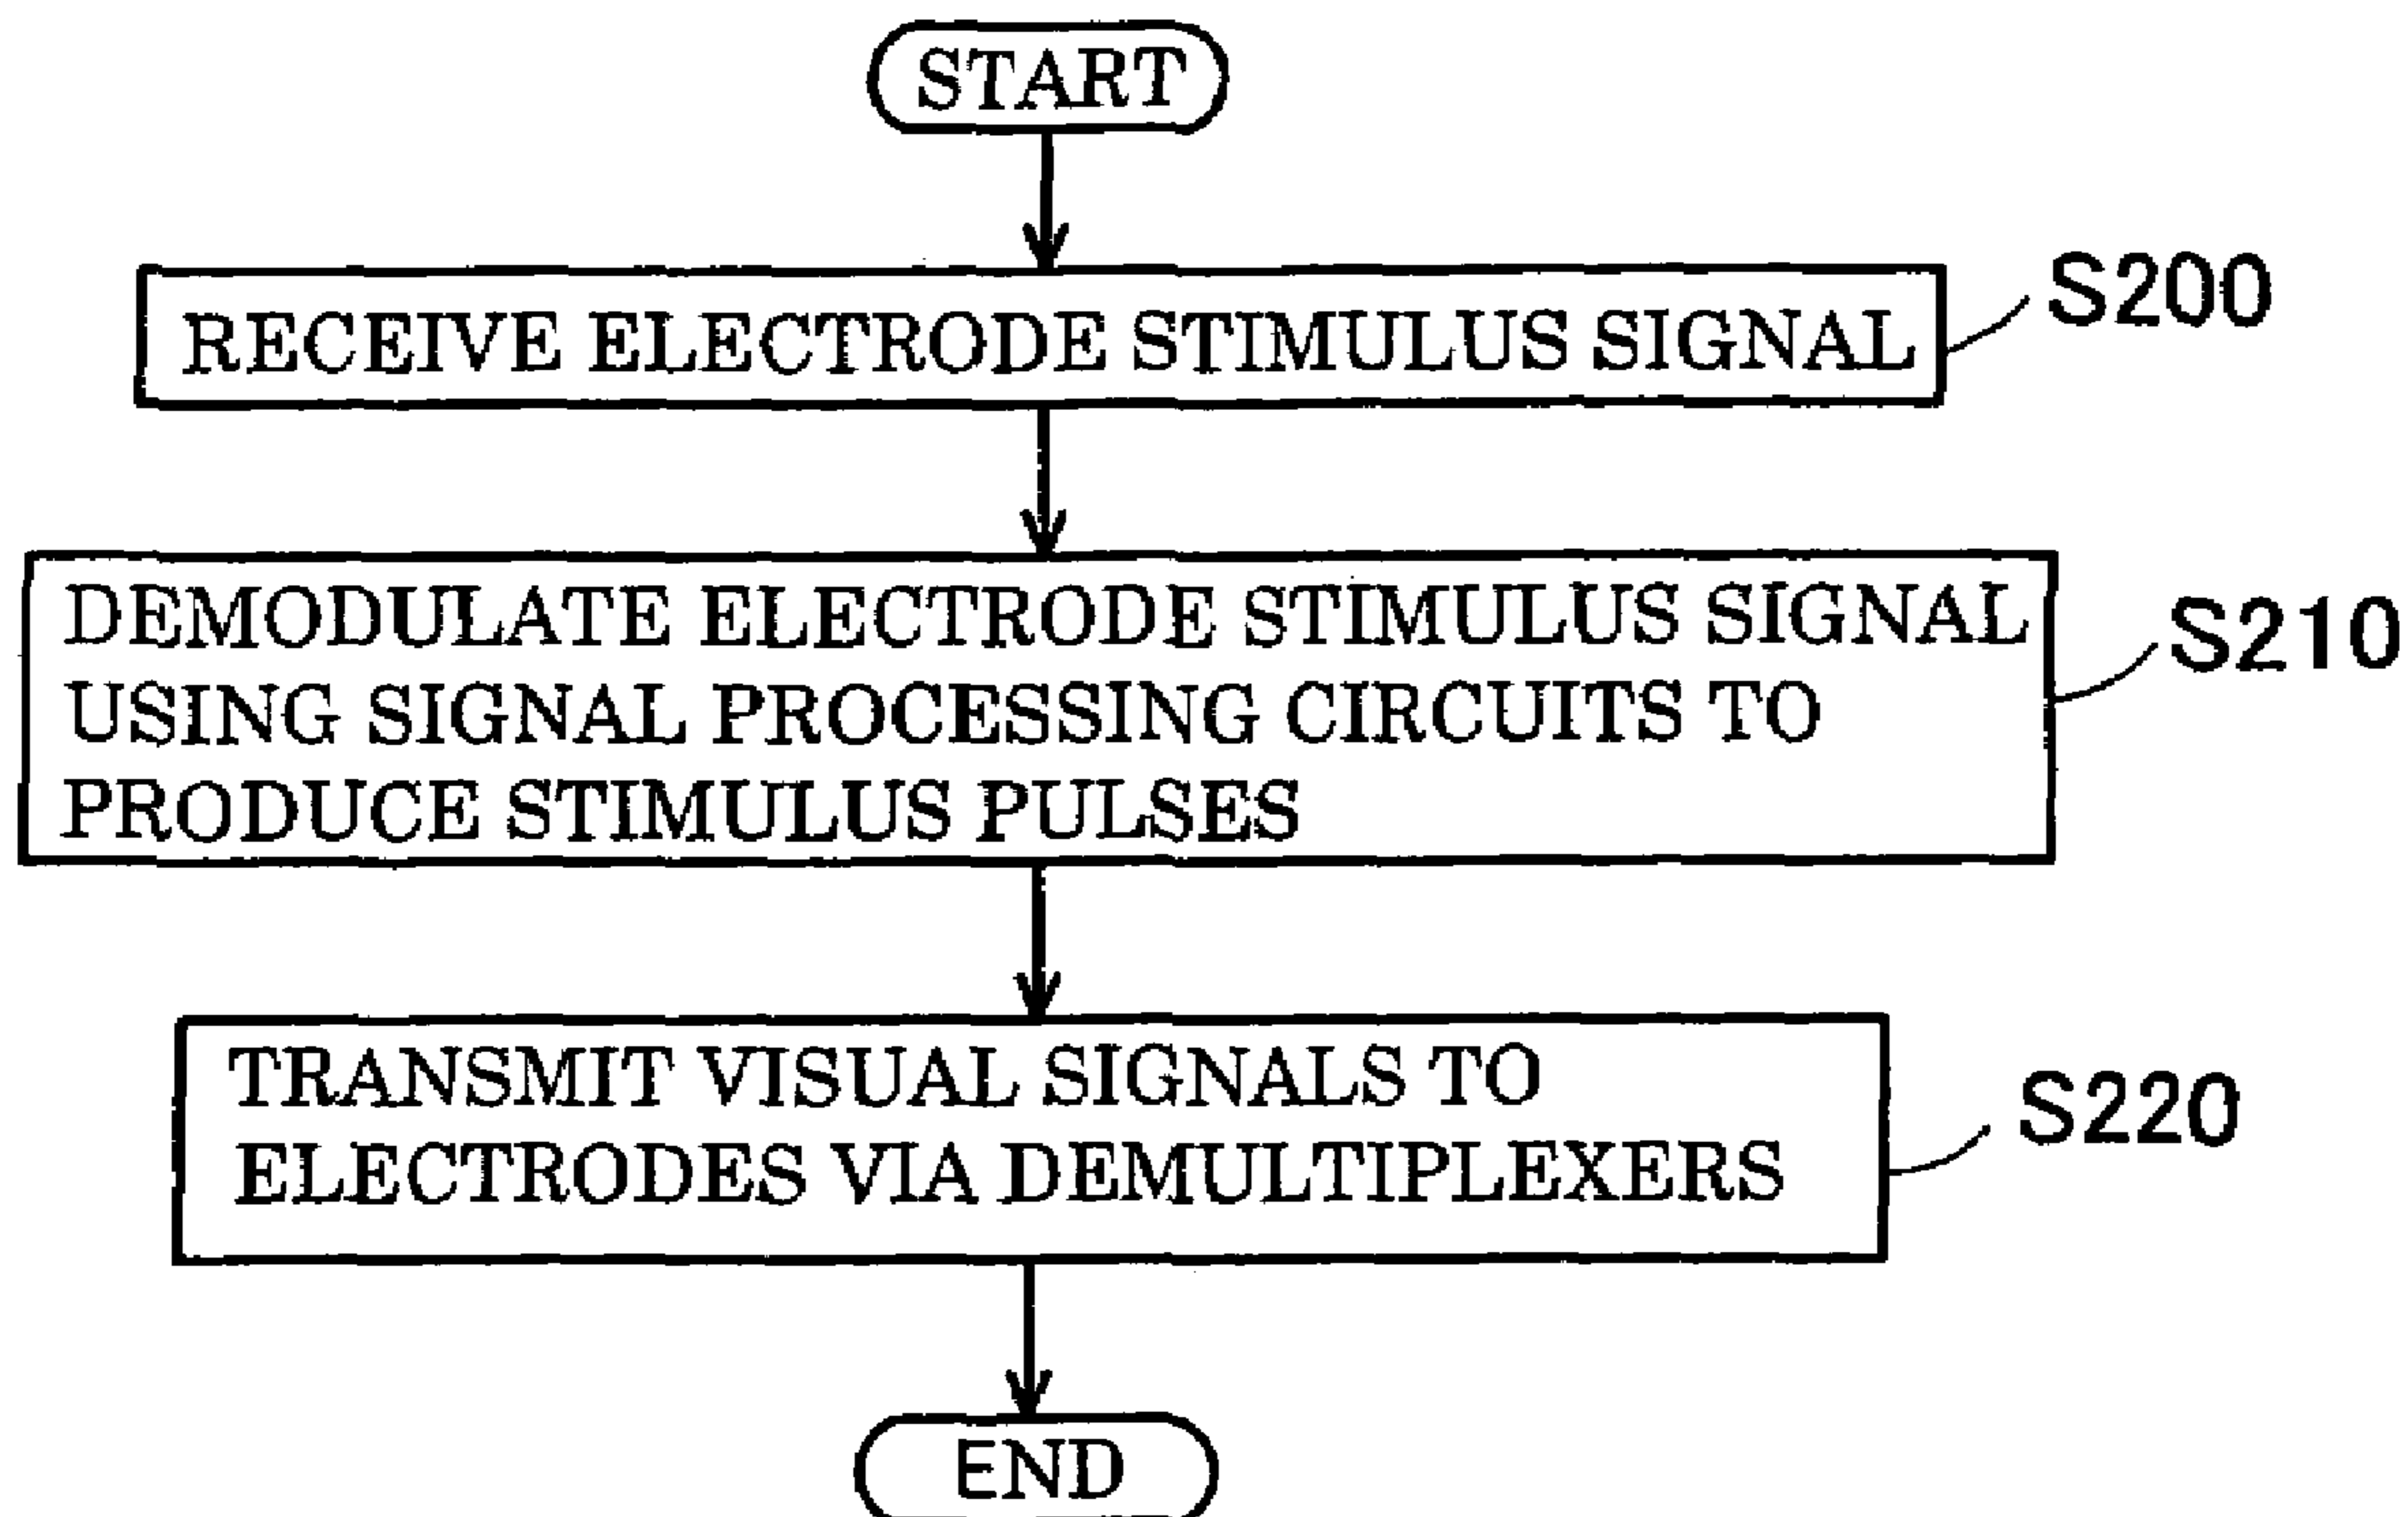 START
RECEIVE ELECTRODE STIMULUS SIGNAL
S200
DEMODULATE ELECTRODE STIMULUS SIGNAL
USING SIGNAL PROCESSING CIRCUITS TO
PRODUCE STIMULUS PULSES
S210
TRANSMIT VISUAL SIGNALS TO
ELECTRODES VIA DEMULTIPLEXERS
S220
END